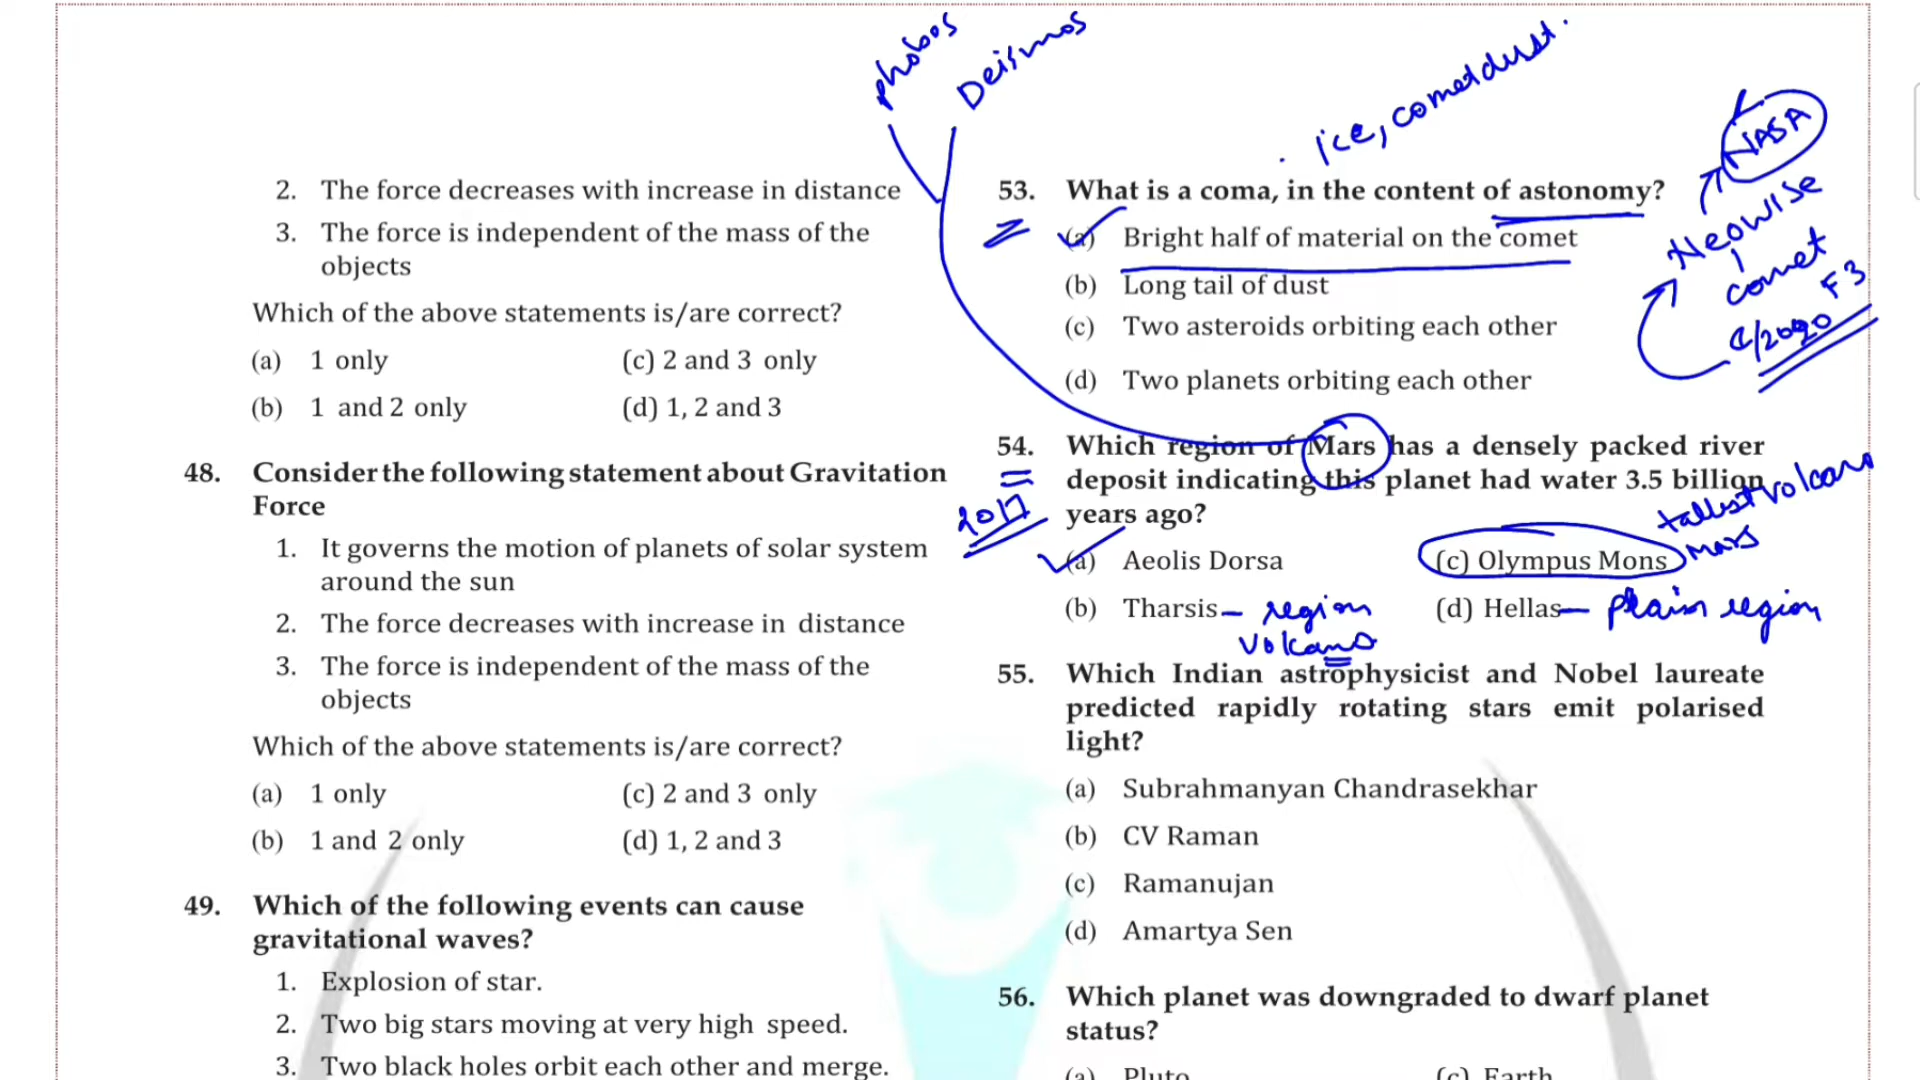 phobos
Deismos
ice, cometdust.
NASA
Neowise
comet
C/2020 F3
2. The force decreases with increase in distance
3. The force is independent of the mass of the
objects
Which of the above statements is/are correct?
(a) 1 only (c) 2 and 3 only
(b) 1 and 2 only (d) 1, 2 and 3
48. Consider the following statement about Gravitation
Force
1. It governs the motion of planets of solar system
around the sun
2. The force decreases with increase in distance
3. The force is independent of the mass of the
objects
Which of the above statements is/are correct?
(a) 1 only (c) 2 and 3 only
(b) 1 and 2 only (d) 1, 2 and 3
49. Which of the following events can cause
gravitational waves?
1. Explosion of star.
2. Two big stars moving at very high speed.
3. Two black holes orbit each other and merge.
53. What is a coma, in the content of astonomy?
(a) Bright half of material on the comet
(b) Long tail of dust
(c) Two asteroids orbiting each other
(d) Two planets orbiting each other
54. Which region of Mars has a densely packed river
deposit indicating this planet had water 3.5 billion
years ago?
2017
tallest volcano
mars
(a) Aeolis Dorsa (c) Olympus Mons
(b) Tharsis – region (d) Hellas – plain region
volcano
55. Which Indian astrophysicist and Nobel laureate
predicted rapidly rotating stars emit polarised
light?
(a) Subrahmanyan Chandrasekhar
(b) CV Raman
(c) Ramanujan
(d) Amartya Sen
56. Which planet was downgraded to dwarf planet
status?
(a) Pluto (c) Earth